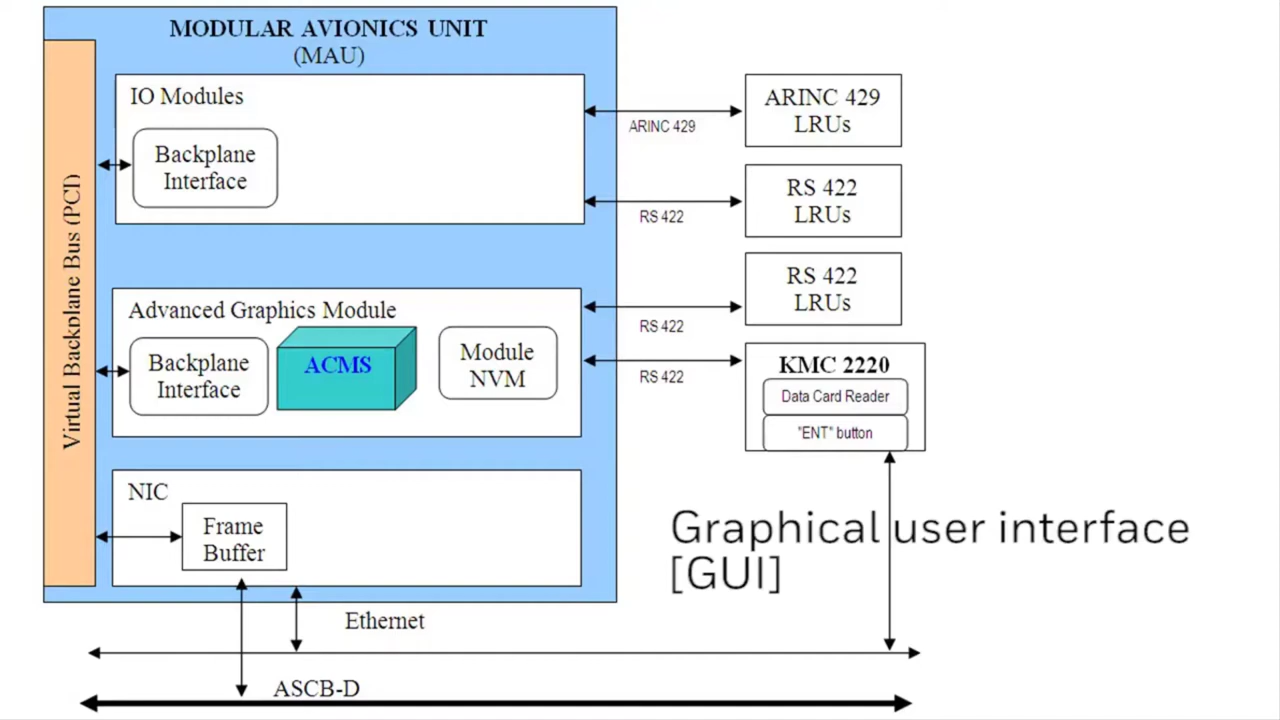 MODULAR AVIONICS UNIT
(MAU)
Virtual Backplane Bus (PCI)
IO Modules
Backplane
Interface
ARINC 429
RS 422
ARINC 429
LRUs
RS 422
LRUs
Advanced Graphics Module
Backplane
Interface
ACMS
Module
NVM
RS 422
RS 422
RS 422
LRUs
KMC 2220
Data Card Reader
"ENT" button
NIC
Frame
Buffer
Graphical user interface
[GUI]
Ethernet
ASCB-D